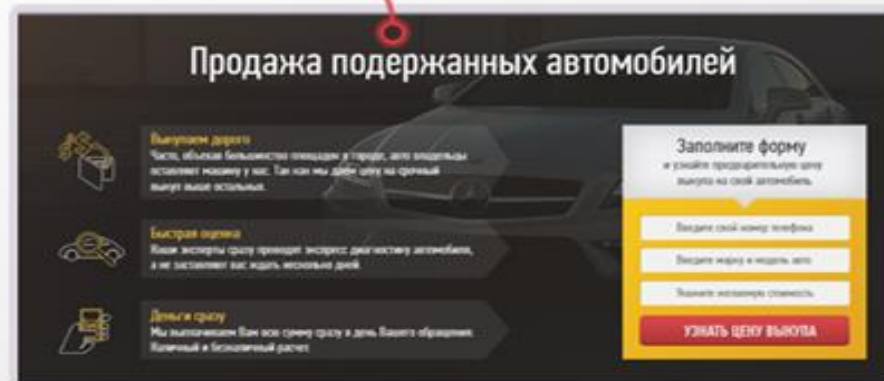 Продажа подержанных автомобилей
Выкупаем дорого
Часто, объехав большинство площадок в городе, авто владельцы
оставляют машину у нас. Так как мы даём цену на срочный
выкуп выше остальных.
Быстрая оценка
Наши эксперты сразу проводят экспресс диагностику автомобиля,
а не заставляют вас ждать несколько дней
Деньги сразу
Мы выплачиваем Вам всю сумму сразу в день Вашего обращения
Наличный и безналичный расчет
Заполните форму
и узнайте предварительную цену
выкупа на свой автомобиль
Введите свой номер телефона
Введите марку и модель авто
Укажите желаемую стоимость
УЗНАТЬ ЦЕНУ ВЫКУПА